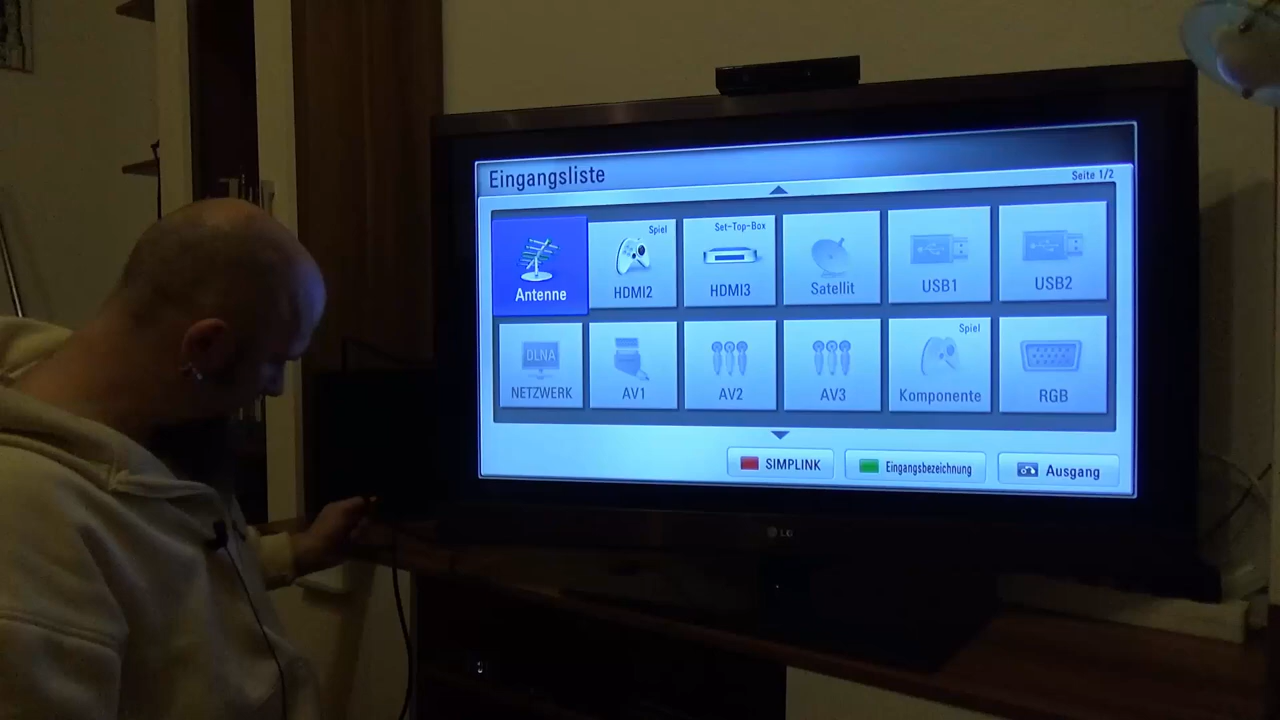 Eingangsliste
Seite 1/2
Spiel
Set-Top-Box
Antenne
HDMI2
HDMI3
Satellit
USB1
USB2
Spiel
DLNA
NETZWERK
AV1
AV2
AV3
Komponente
RGB
SIMPLINK
Eingangsbezeichnung
Ausgang
LG